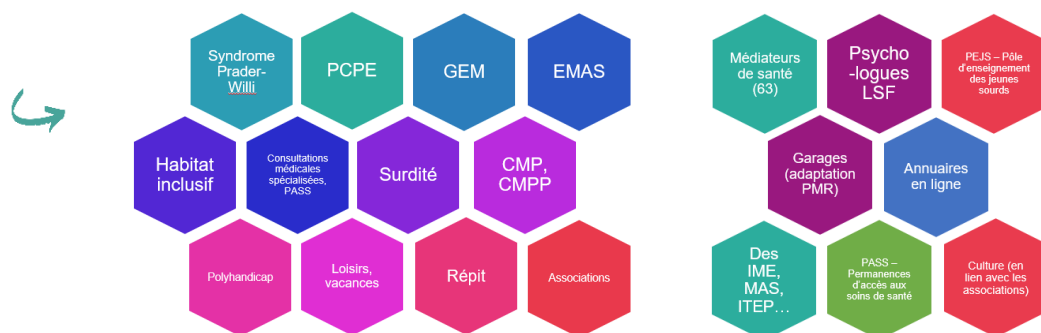 Syndrome
Prader-
Willi
PCPE
GEM
EMAS
Habitat
inclusif
Consultations
médicales
spécialisées,
PASS
Surdité
CMP,
CMPP
Polyhandicap
Loisirs,
vacances
Répit
Associations
Médiateurs
de santé
(63)
Psycho
-logues
LSF
PEJS – Pôle
d'enseignement
des jeunes
sourds
Garages
(adaptation
PMR)
Annuaires
en ligne
Des
IME,
MAS,
ITEP…
PASS –
Permanences
d'accès aux
soins de santé
Culture (en
lien avec les
associations)